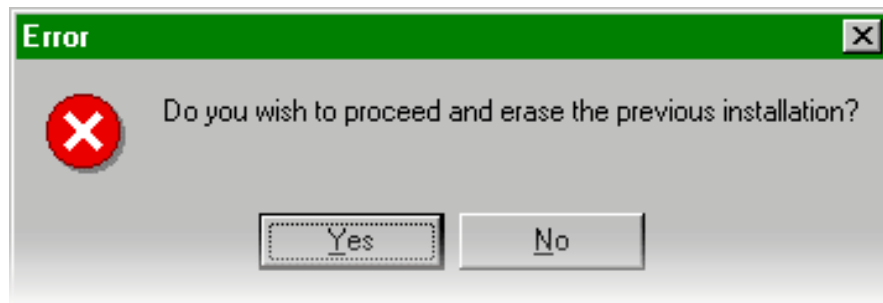 Error
Do you wish to proceed and erase the previous installation?
Yes
No